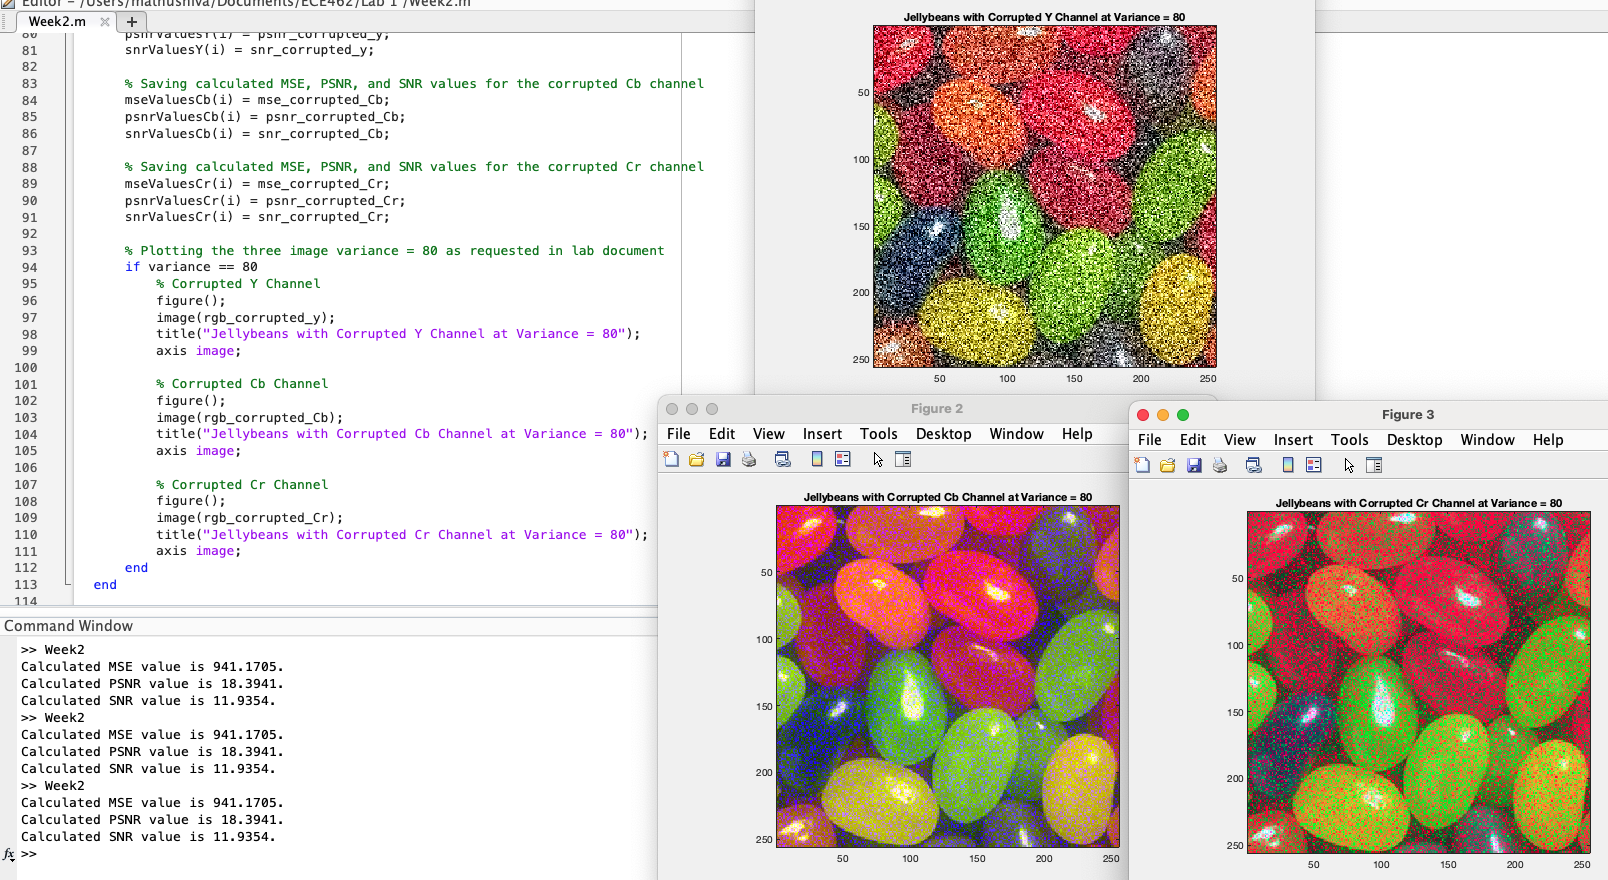 Editor - /Users/mathushiva/Documents/ECE462/Lab 1 /Week2.m
Week2.m
80 psnrValuesY(i) = psnr_corrupted_y;
81 snrValuesY(i) = snr_corrupted_y;
82
83 % Saving calculated MSE, PSNR, and SNR values for the corrupted Cb channel
84 mseValuesCb(i) = mse_corrupted_Cb;
85 psnrValuesCb(i) = psnr_corrupted_Cb;
86 snrValuesCb(i) = snr_corrupted_Cb;
87
88 % Saving calculated MSE, PSNR, and SNR values for the corrupted Cr channel
89 mseValuesCr(i) = mse_corrupted_Cr;
90 psnrValuesCr(i) = psnr_corrupted_Cr;
91 snrValuesCr(i) = snr_corrupted_Cr;
92
93 % Plotting the three image variance = 80 as requested in lab document
94 if variance == 80
95 % Corrupted Y Channel
96 figure();
97 image(rgb_corrupted_y);
98 title("Jellybeans with Corrupted Y Channel at Variance = 80");
99 axis image;
100
101 % Corrupted Cb Channel
102 figure();
103 image(rgb_corrupted_Cb);
104 title("Jellybeans with Corrupted Cb Channel at Variance = 80");
105 axis image;
106
107 % Corrupted Cr Channel
108 figure();
109 image(rgb_corrupted_Cr);
110 title("Jellybeans with Corrupted Cr Channel at Variance = 80");
111 axis image;
112 end
113 end
114
Command Window
>> Week2
Calculated MSE value is 941.1705.
Calculated PSNR value is 18.3941.
Calculated SNR value is 11.9354.
>> Week2
Calculated MSE value is 941.1705.
Calculated PSNR value is 18.3941.
Calculated SNR value is 11.9354.
>> Week2
Calculated MSE value is 941.1705.
Calculated PSNR value is 18.3941.
Calculated SNR value is 11.9354.
fx >>
Jellybeans with Corrupted Y Channel at Variance = 80
50
100
150
200
250
50 100 150 200 250
Figure 2
File Edit View Insert Tools Desktop Window Help
Jellybeans with Corrupted Cb Channel at Variance = 80
50
100
150
200
250
50 100 150 200 250
Figure 3
File Edit View Insert Tools Desktop Window Help
Jellybeans with Corrupted Cr Channel at Variance = 80
50
100
150
200
250
50 100 150 200 250